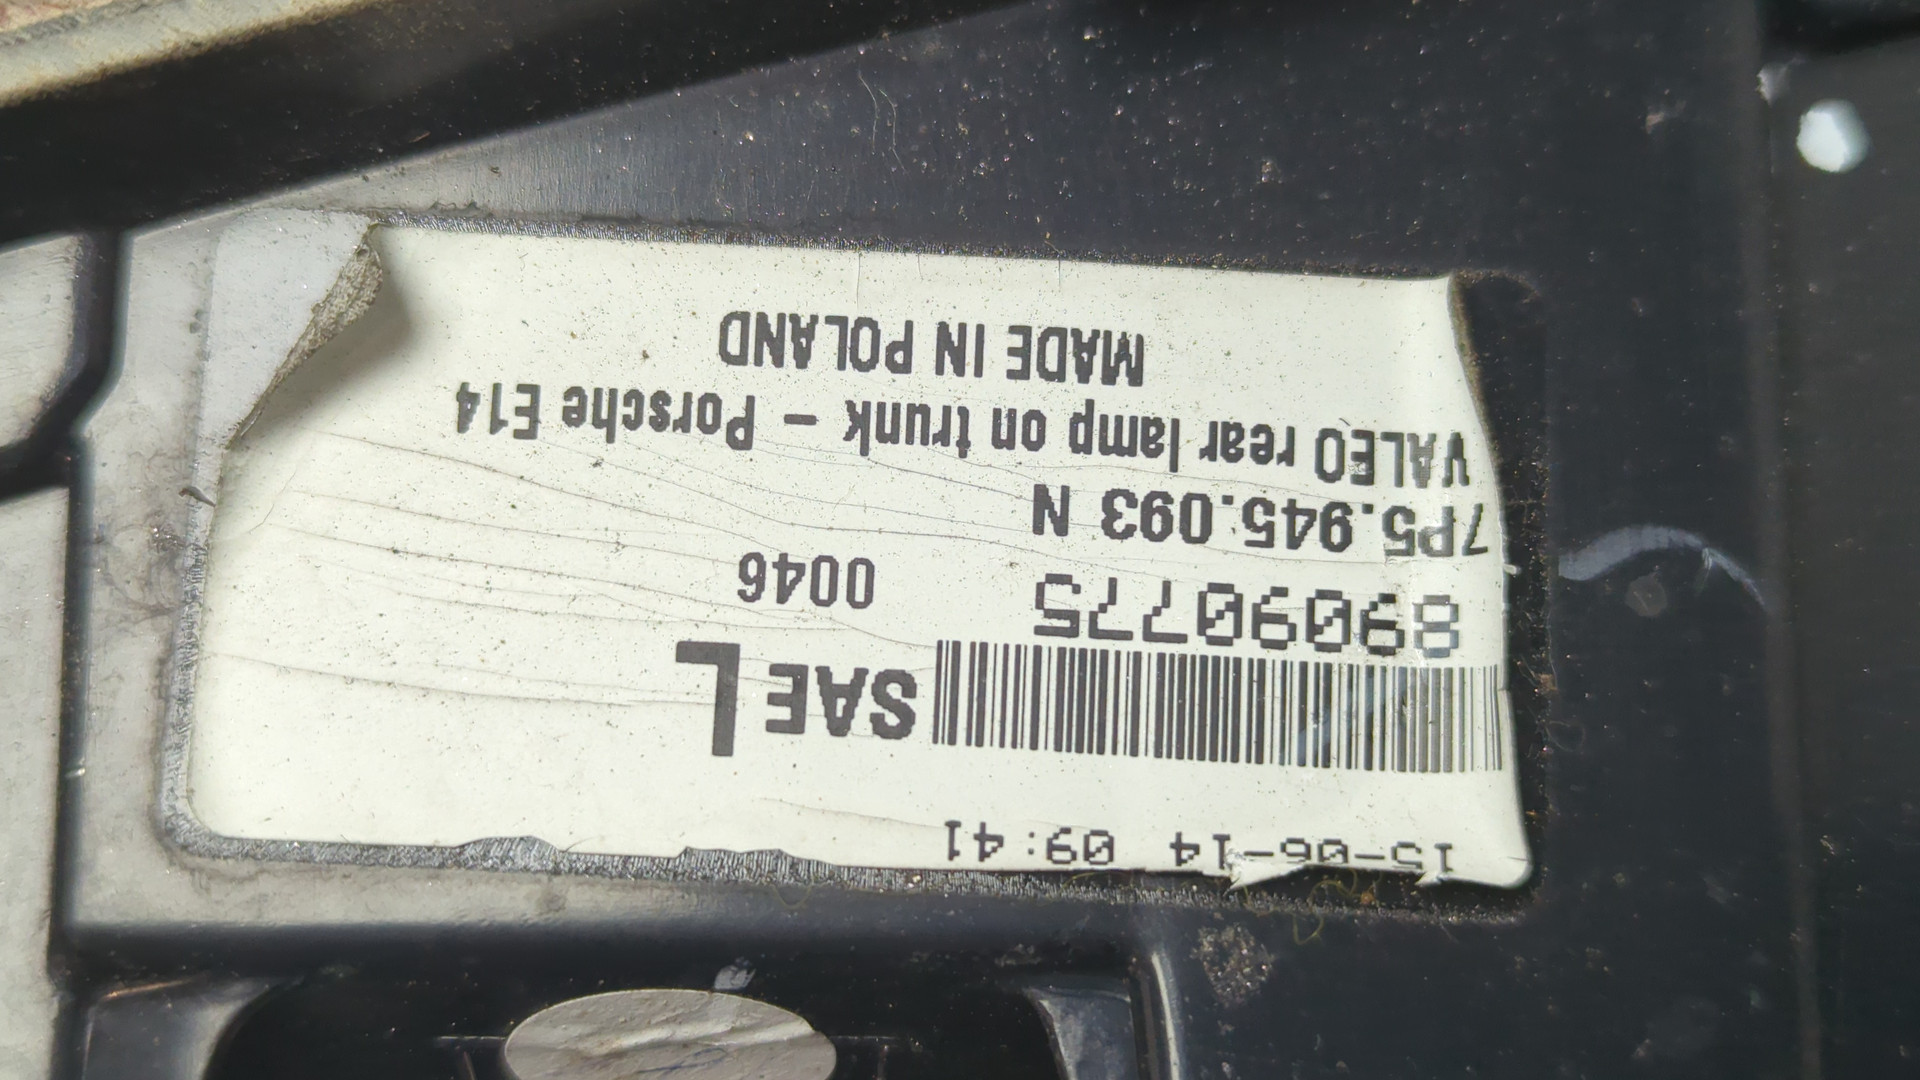 15-06-14 09:41
SAE L
89090775 0046
7P5.945.093 N
VALEO rear lamp on trunk - Porsche E14
MADE IN POLAND